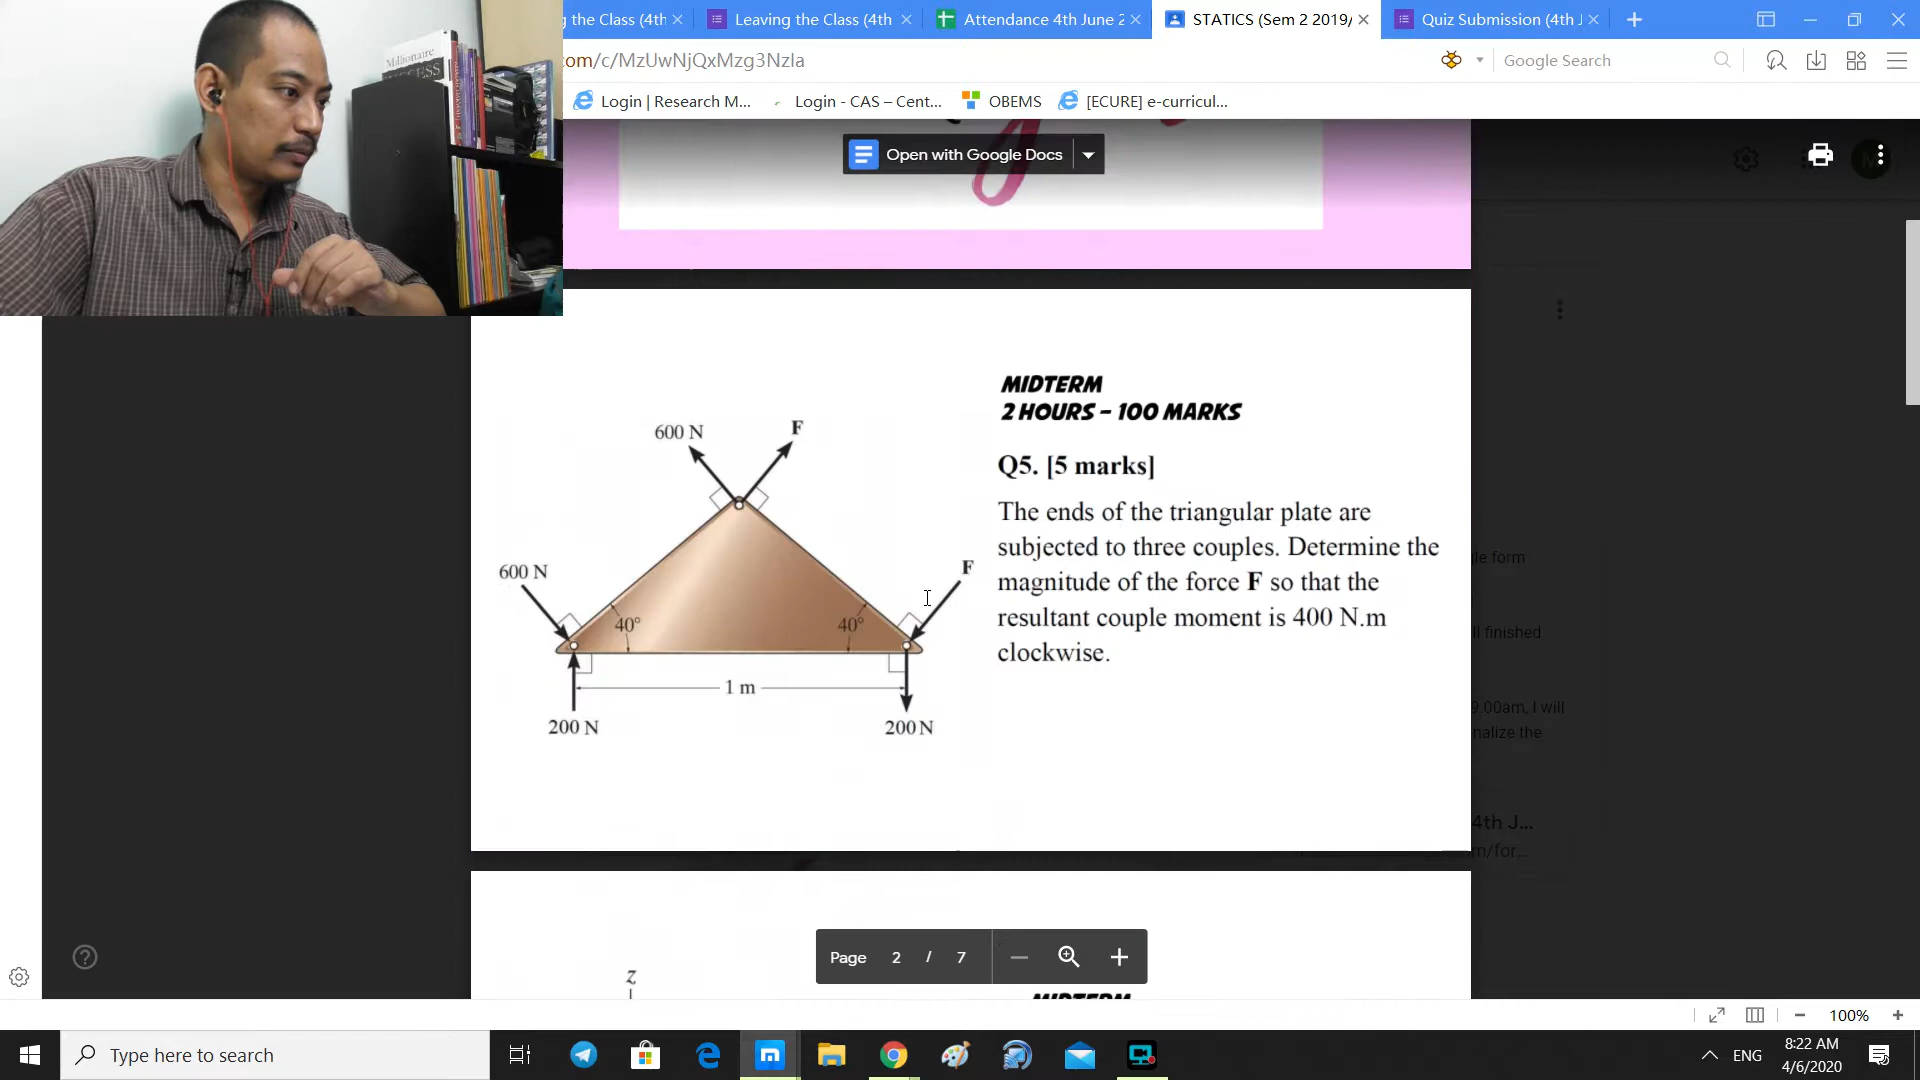 g the Class (4th
Leaving the Class (4th
Attendance 4th June 2
STATICS (Sem 2 2019/
Quiz Submission (4th J
om/c/MzUwNjQxMzg3NzIa
Google Search
Login | Research M...
Login - CAS – Cent...
OBEMS
[ECURE] e-curricul...
Millionaire
Open with Google Docs
MIDTERM
2 HOURS – 100 MARKS
Q5. [5 marks]
The ends of the triangular plate are
subjected to three couples. Determine the
magnitude of the force F so that the
resultant couple moment is 400 N.m
clockwise.
600 N
F
600 N
F
40°
40°
1 m
200 N
200 N
le form
ll finished
9.00am, I will
nalize the
4th J...
m/for...
Page 2 / 7
z
MIDTERM
100%
Type here to search
ENG
8:22 AM
4/6/2020